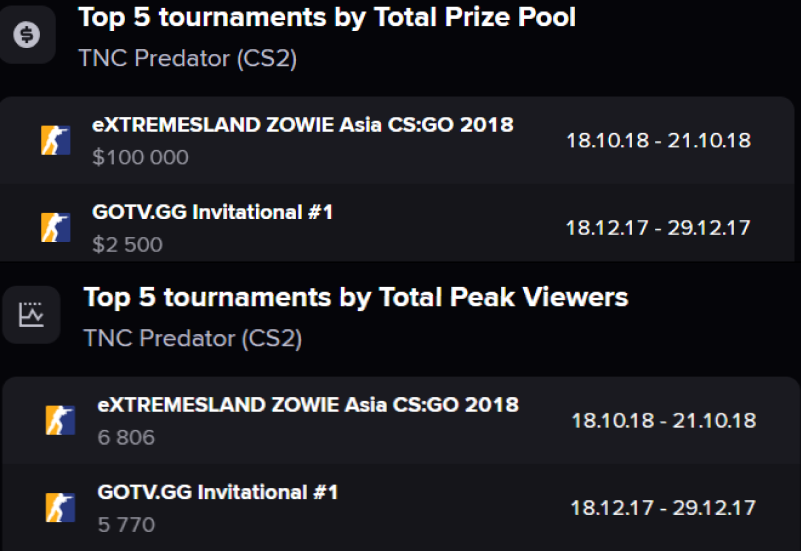 Top 5 tournaments by Total Prize Pool
TNC Predator (CS2)
eXTREMESLAND ZOWIE Asia CS:GO 2018
$100 000
18.10.18 - 21.10.18
GOTV.GG Invitational #1
$2 500
18.12.17 - 29.12.17
Top 5 tournaments by Total Peak Viewers
TNC Predator (CS2)
eXTREMESLAND ZOWIE Asia CS:GO 2018
6 806
18.10.18 - 21.10.18
GOTV.GG Invitational #1
5 770
18.12.17 - 29.12.17